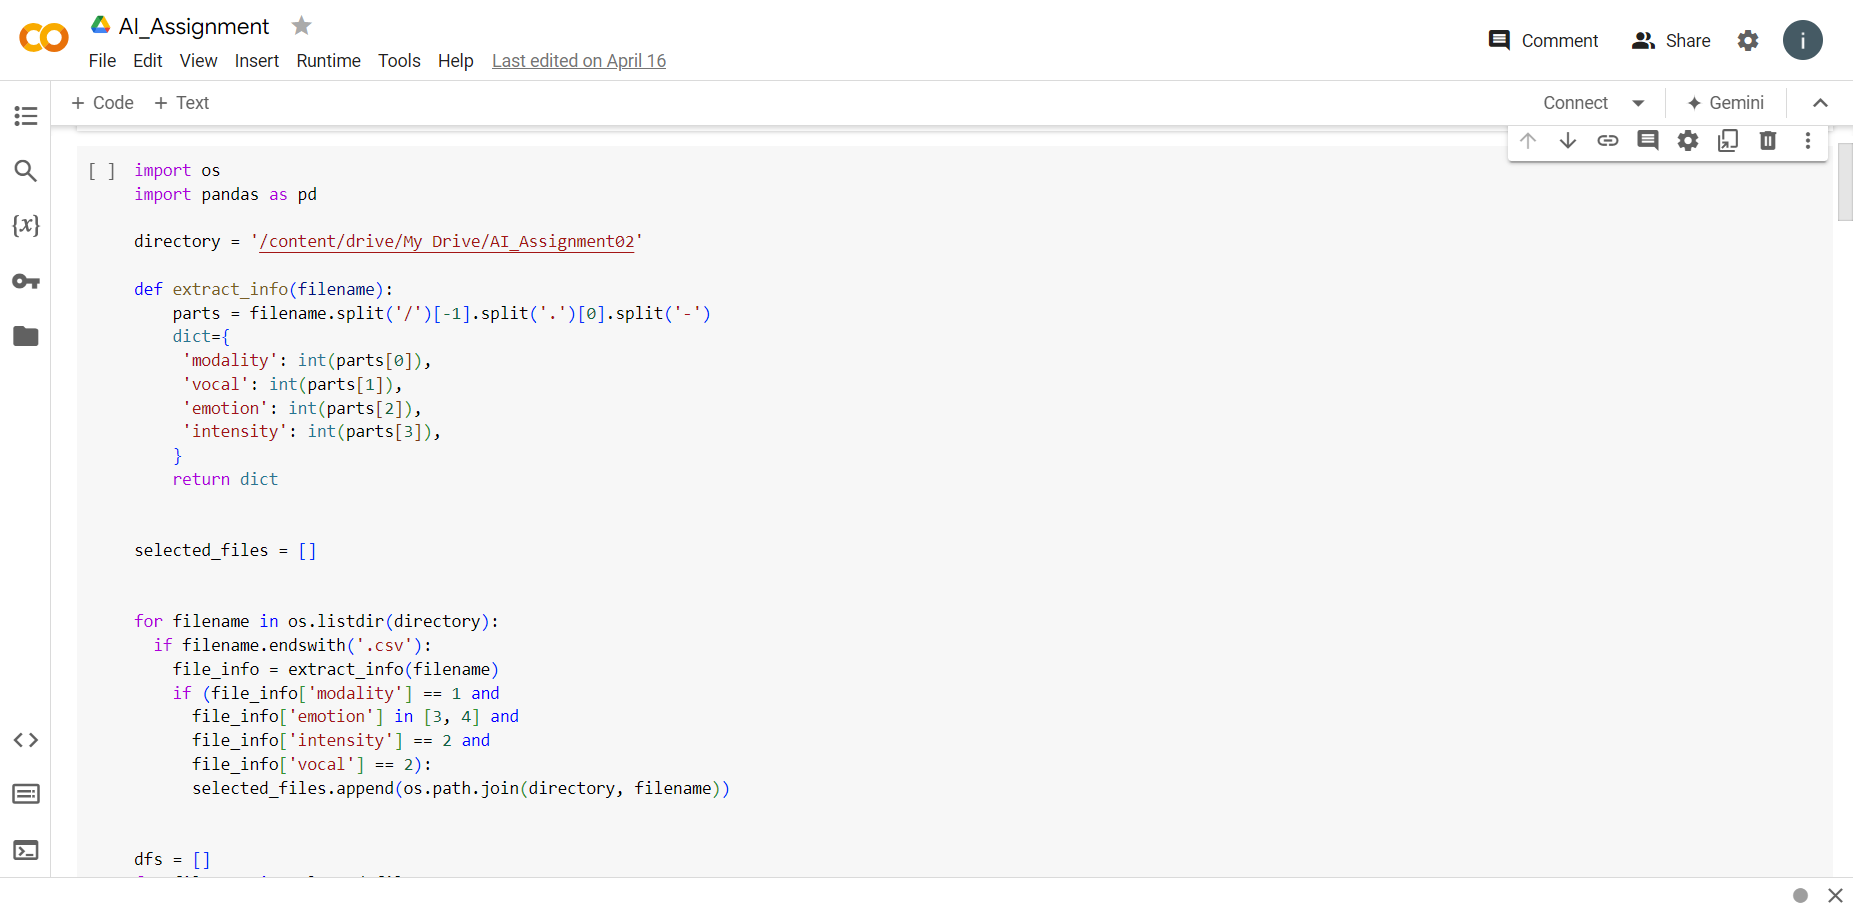 AI_Assignment
File Edit View Insert Runtime Tools Help Last edited on April 16
Comment Share i
+ Code + Text Connect Gemini
{x}
[ ] import os
import pandas as pd
directory = '/content/drive/My Drive/AI_Assignment02'
def extract_info(filename):
    parts = filename.split('/')[-1].split('.')[0].split('-')
    dict={
     'modality': int(parts[0]),
     'vocal': int(parts[1]),
     'emotion': int(parts[2]),
     'intensity': int(parts[3]),
    }
    return dict
selected_files = []
for filename in os.listdir(directory):
  if filename.endswith('.csv'):
    file_info = extract_info(filename)
    if (file_info['modality'] == 1 and
      file_info['emotion'] in [3, 4] and
      file_info['intensity'] == 2 and
      file_info['vocal'] == 2):
      selected_files.append(os.path.join(directory, filename))
dfs = []